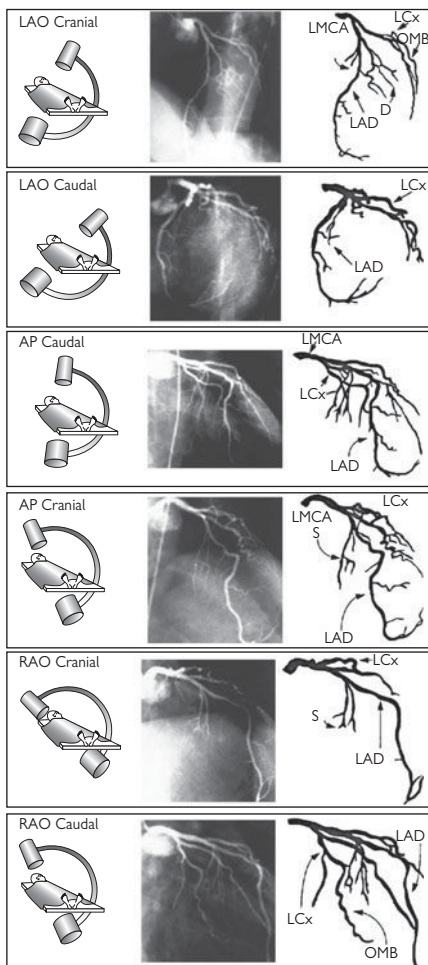 LAO Cranial
LMCA
LCx
OMB
D
LAD
LAO Caudal
LCx
LAD
AP Caudal
LMCA
LCx
LAD
AP Cranial
LCx
LMCA
S
LAD
RAO Cranial
LCx
S
LAD
RAO Caudal
LAD
LCx
OMB